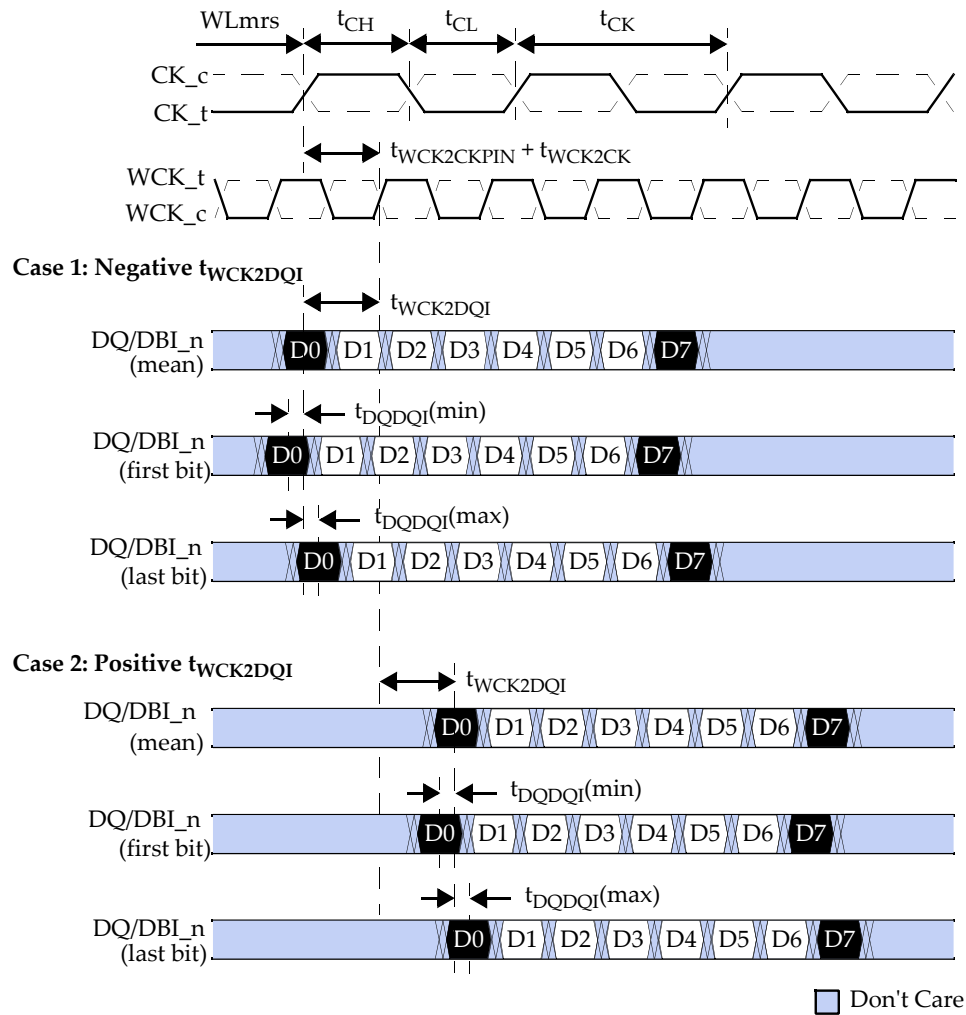 WLmrs tCH tCL tCK
CK_c
CK_t
tWCK2CKPIN + tWCK2CK
WCK_t
WCK_c
Case 1: Negative tWCK2DQI
tWCK2DQI
DQ/DBI_n
(mean)
D0 D1 D2 D3 D4 D5 D6 D7
tDQDQI(min)
DQ/DBI_n
(first bit)
D0 D1 D2 D3 D4 D5 D6 D7
tDQDQI(max)
DQ/DBI_n
(last bit)
D0 D1 D2 D3 D4 D5 D6 D7
Case 2: Positive tWCK2DQI
tWCK2DQI
DQ/DBI_n
(mean)
D0 D1 D2 D3 D4 D5 D6 D7
tDQDQI(min)
DQ/DBI_n
(first bit)
D0 D1 D2 D3 D4 D5 D6 D7
tDQDQI(max)
DQ/DBI_n
(last bit)
D0 D1 D2 D3 D4 D5 D6 D7
Don't Care